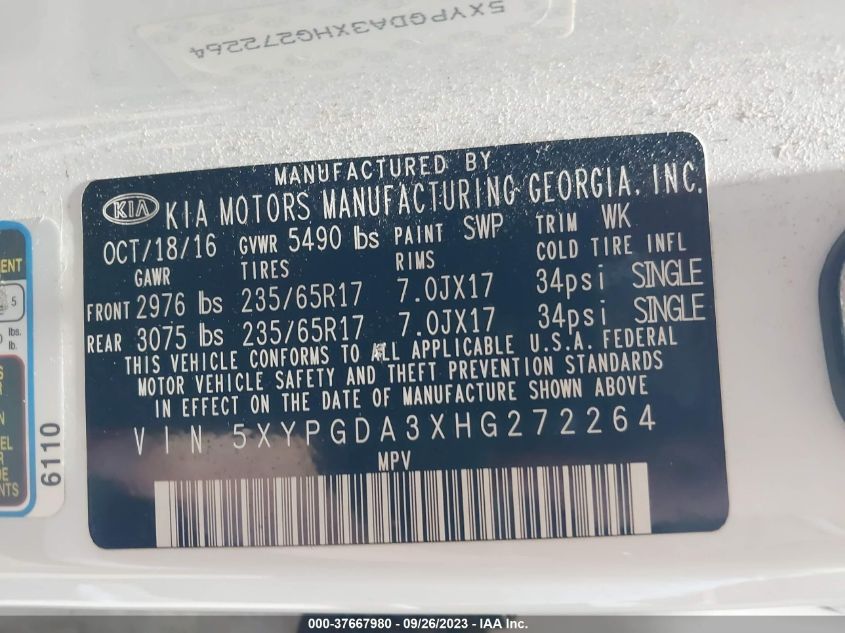 5XYPGDA3XHG272264
MANUFACTURED BY
KIA KIA MOTORS MANUFACTURING GEORGIA, INC.
OCT/18/16 GVWR 5490 lbs PAINT SWP TRIM WK
GAWR TIRES RIMS COLD TIRE INFL
FRONT 2976 lbs 235/65R17 7.0JX17 34psi SINGLE
REAR 3075 lbs 235/65R17 7.0JX17 34psi SINGLE
THIS VEHICLE CONFORMS TO ALL APPLICABLE U.S.A. FEDERAL
MOTOR VEHICLE SAFETY AND THEFT PREVENTION STANDARDS
IN EFFECT ON THE DATE OF MANUFACTURE SHOWN ABOVE
VIN 5XYPGDA3XHG272264
MPV
5
lbs.
lb.
6110
000-37667980 - 09/26/2023 - IAA Inc.